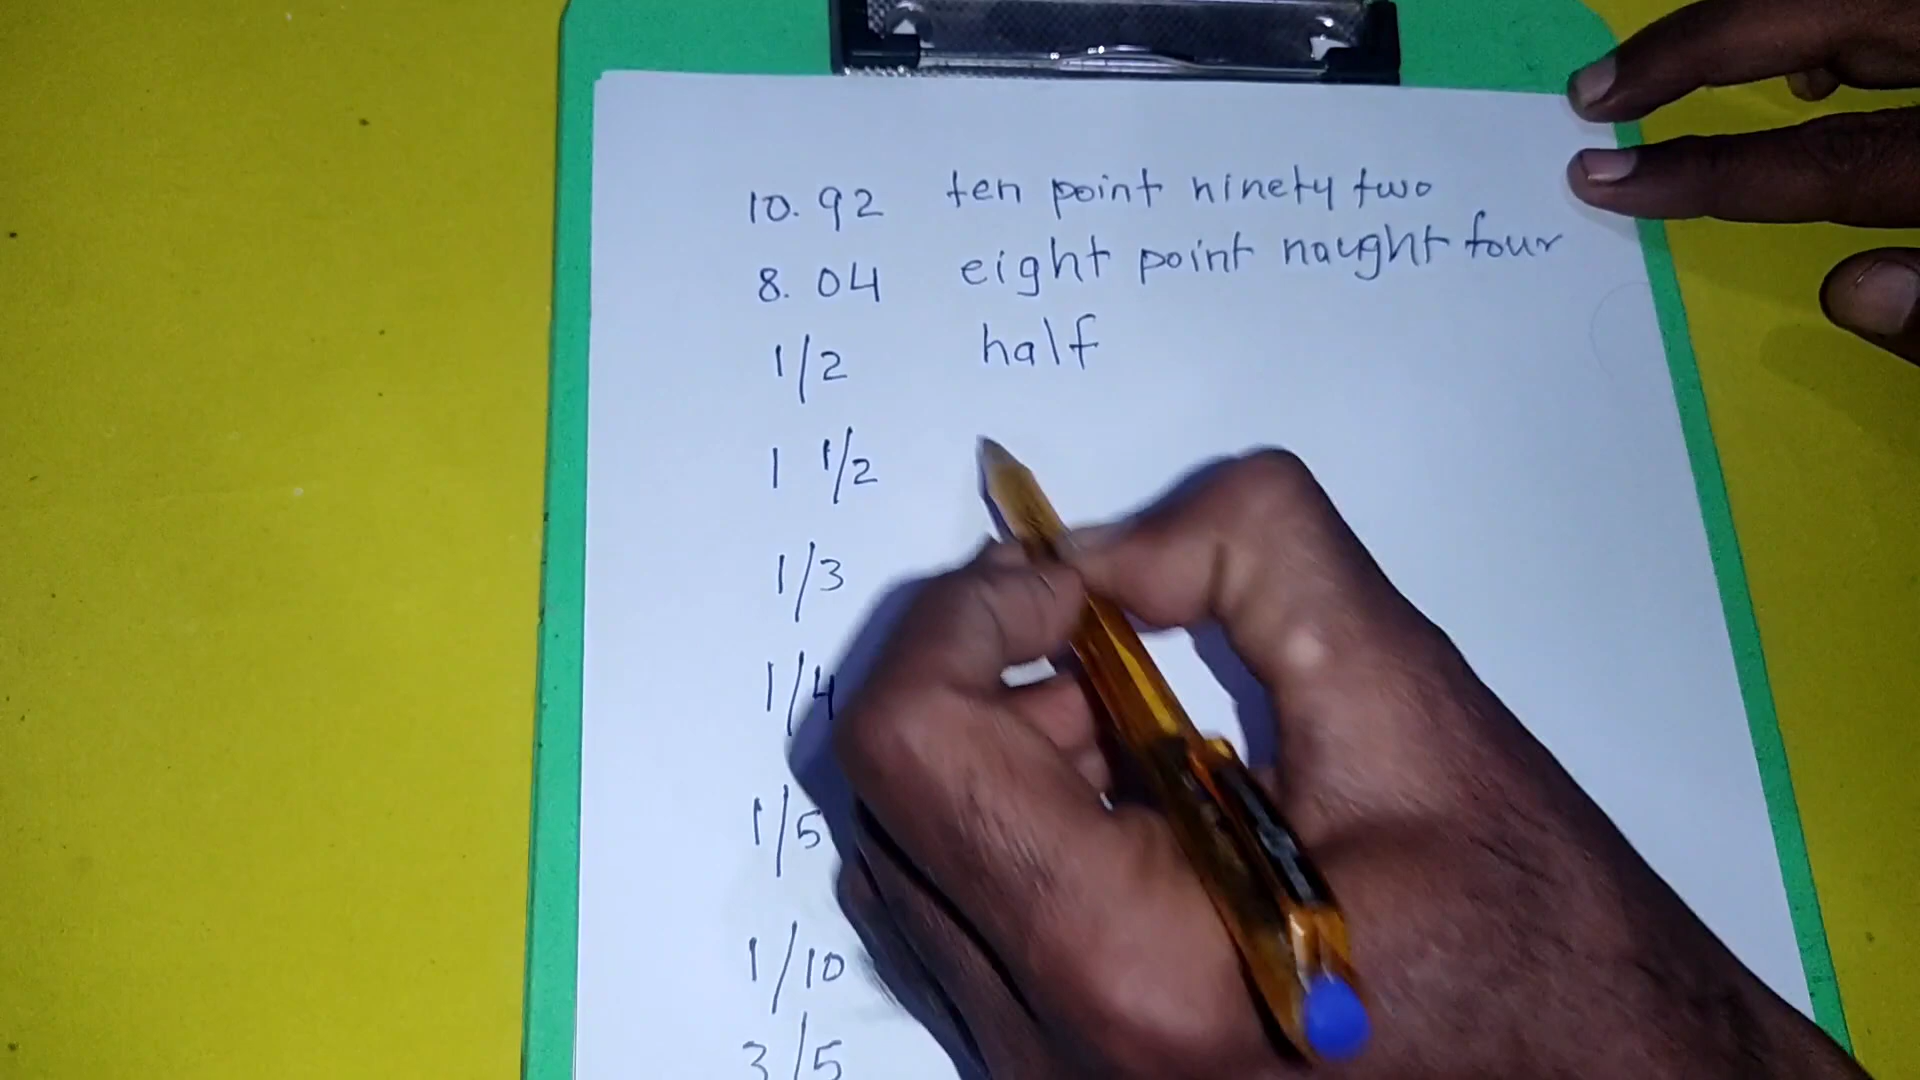 10.92 ten point ninety two
8.04 eight point naught four
1/2 half
1 1/2
1/3
1/4
1/5
1/10
3/5